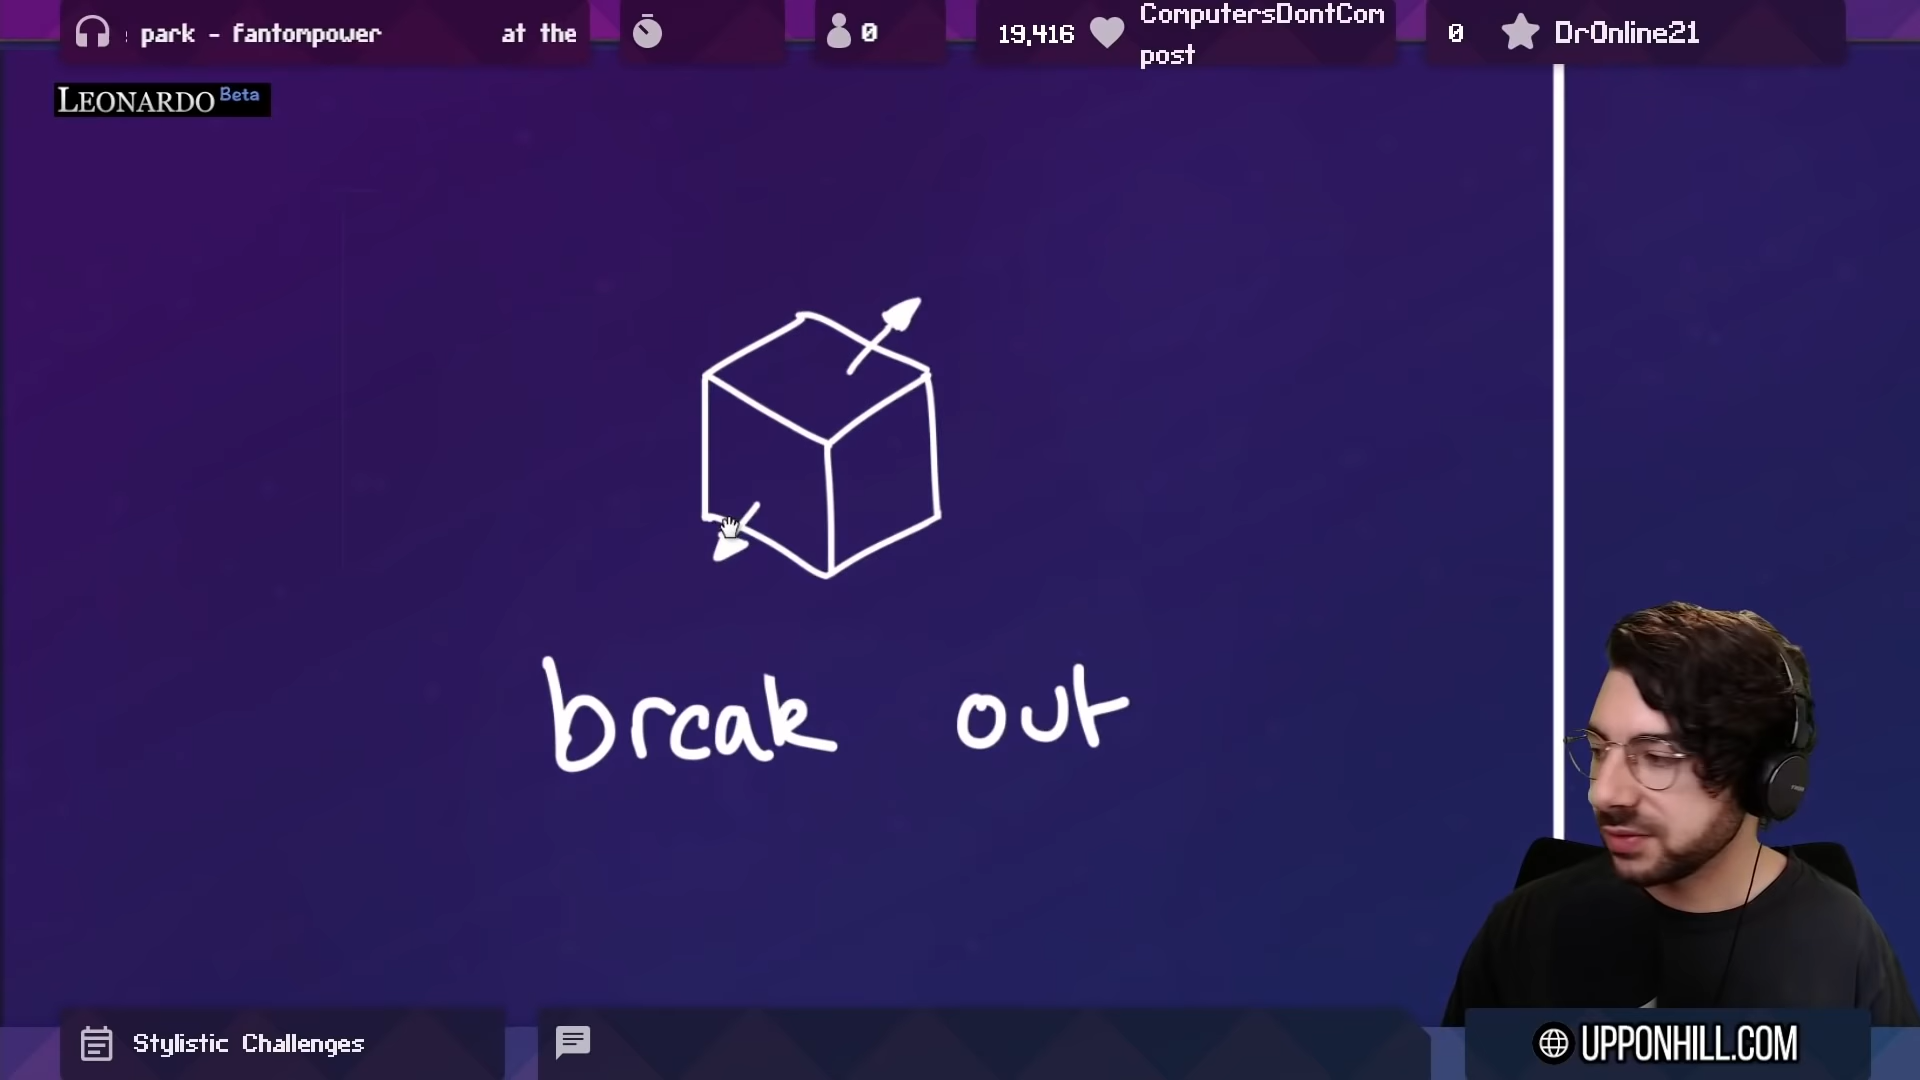 : park - fantompower at the
0
19,416 ComputersDontCom
post
0 DrOnline21
LEONARDO Beta
break out
Stylistic Challenges
UPPONHILL.COM